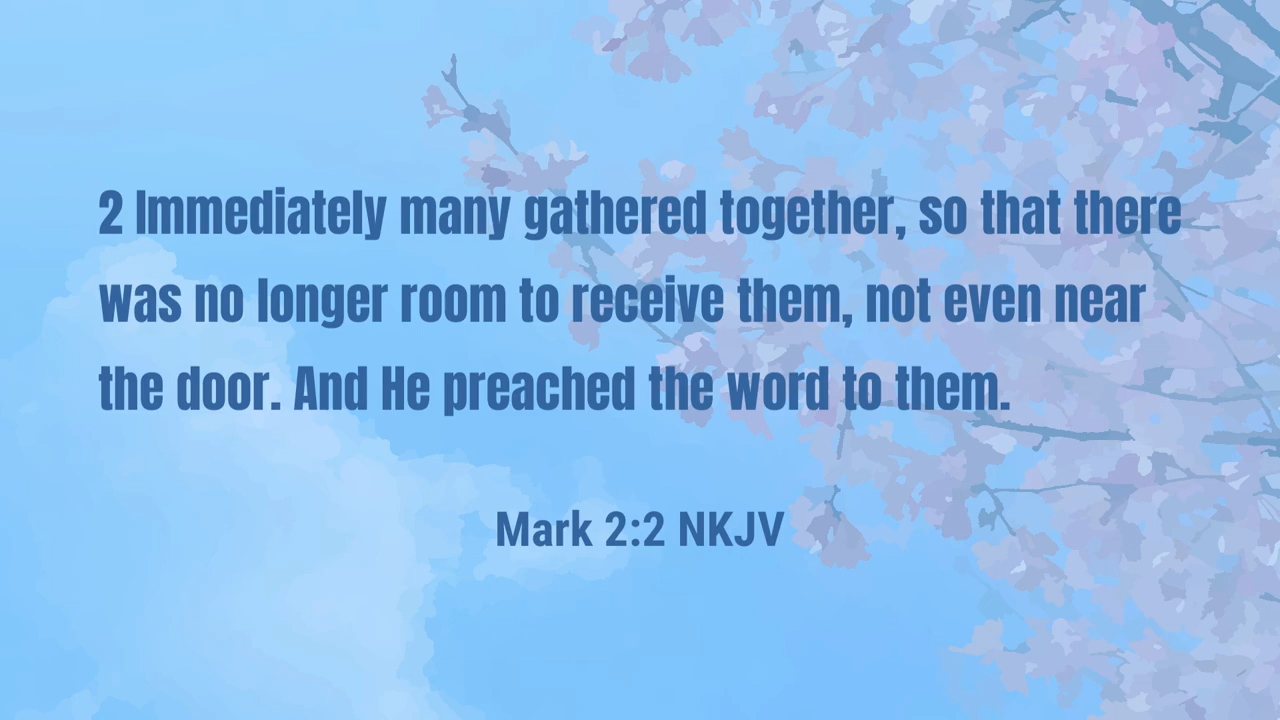 2 Immediately many gathered together, so that there
was no longer room to receive them, not even near
the door. And He preached the word to them.
Mark 2:2 NKJV